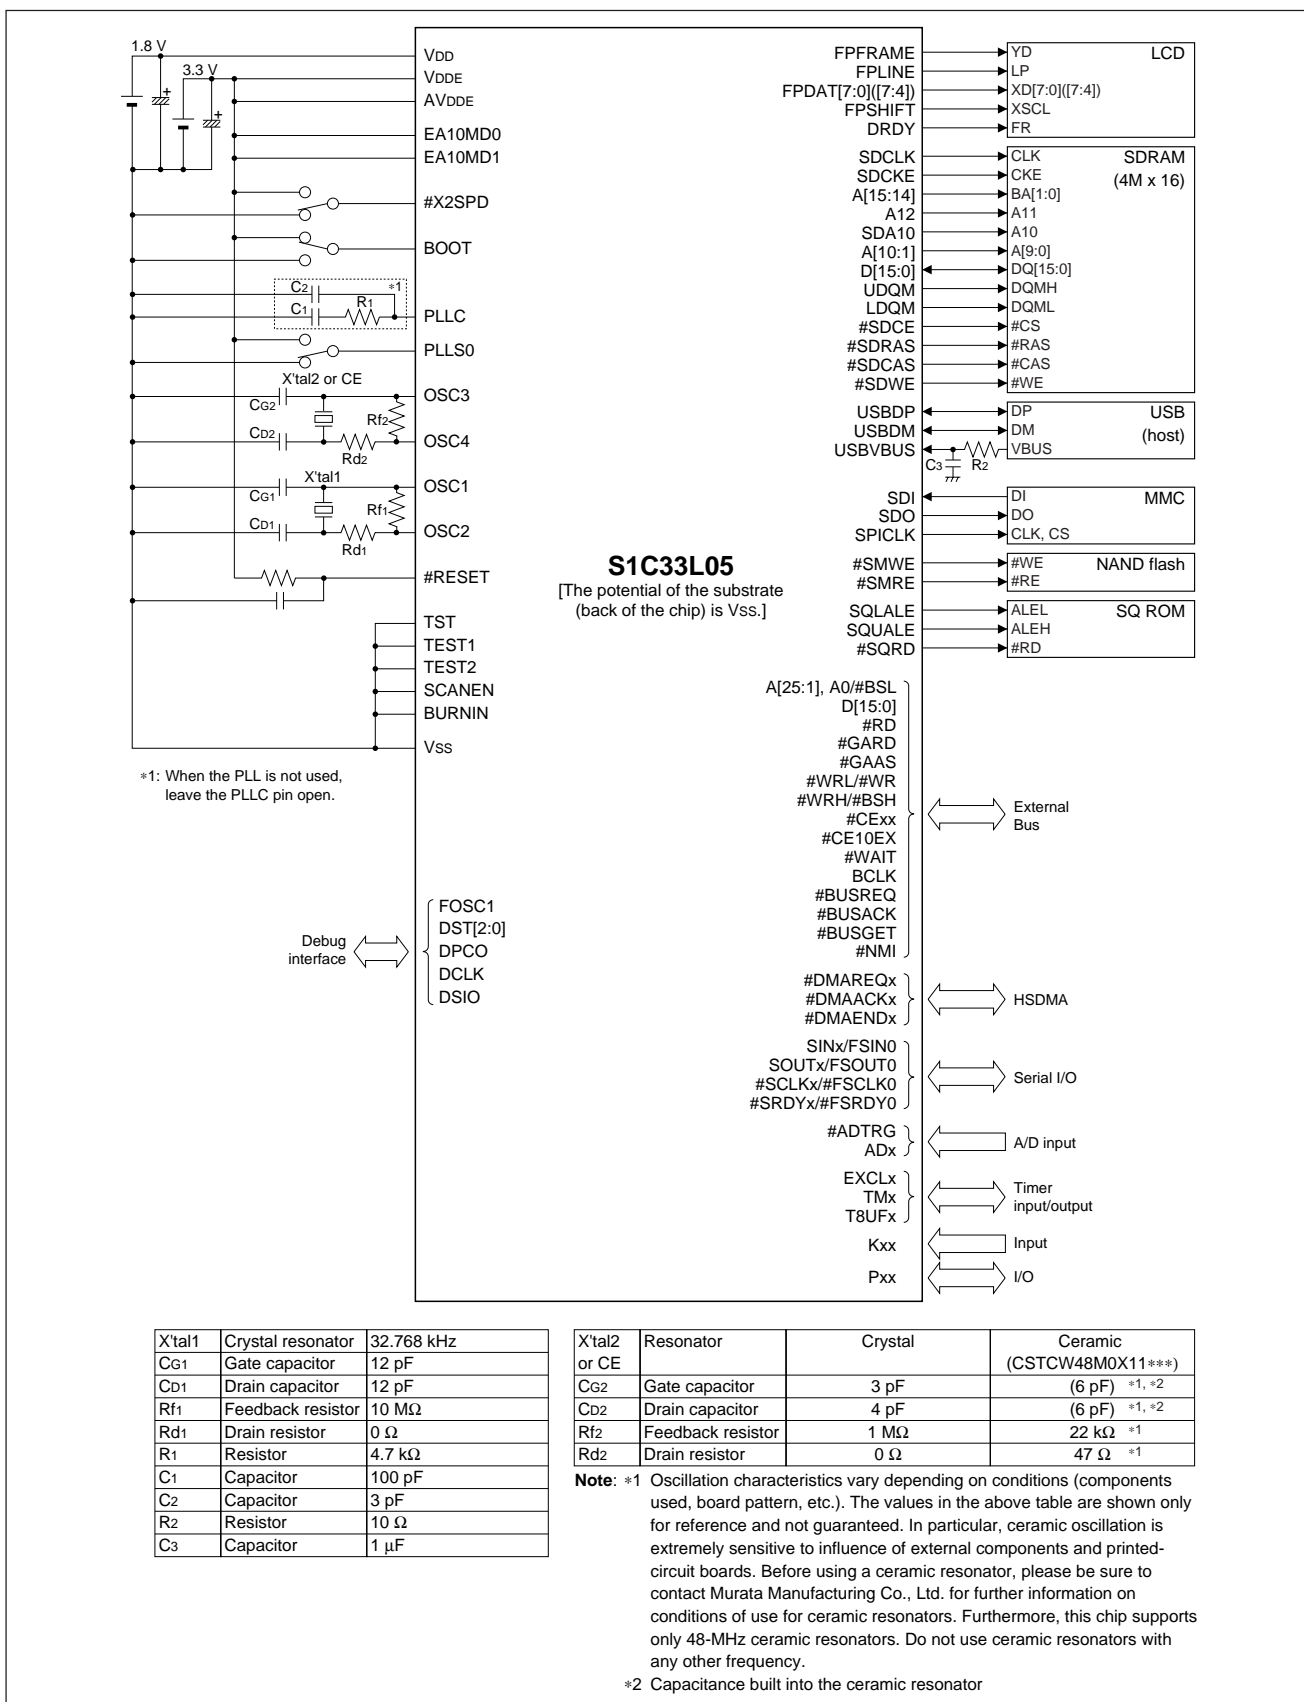 1.8 V
3.3 V
+
+
VDD
VDDE
AVDDE
EA10MD0
EA10MD1
#X2SPD
BOOT
C2
∗1
C1
R1
PLLC
PLLS0
X'tal2 or CE
OSC3
CG2
Rf2
CD2
OSC4
Rd2
X'tal1
OSC1
CG1
Rf1
CD1
OSC2
Rd1
#RESET
TST
TEST1
TEST2
SCANEN
BURNIN
VSS
∗1: When the PLL is not used,
leave the PLLC pin open.
Debug
interface
FOSC1
DST[2:0]
DPCO
DCLK
DSIO
S1C33L05
[The potential of the substrate
(back of the chip) is VSS.]
FPFRAME YD LCD
FPLINE LP
FPDAT[7:0]([7:4]) XD[7:0]([7:4])
FPSHIFT XSCL
DRDY FR
SDCLK CLK SDRAM
SDCKE CKE (4M x 16)
A[15:14] BA[1:0]
A12 A11
SDA10 A10
A[10:1] A[9:0]
D[15:0] DQ[15:0]
UDQM DQMH
LDQM DQML
#SDCE #CS
#SDRAS #RAS
#SDCAS #CAS
#SDWE #WE
USBDP DP USB
USBDM DM (host)
USBVBUS VBUS
C3 R2
SDI DI MMC
SDO DO
SPICLK CLK, CS
#SMWE #WE NAND flash
#SMRE #RE
SQLALE ALEL SQ ROM
SQUALE ALEH
#SQRD #RD
A[25:1], A0/#BSL
D[15:0]
#RD
#GARD
#GAAS
#WRL/#WR
#WRH/#BSH
#CExx
#CE10EX
#WAIT
BCLK
#BUSREQ
#BUSACK
#BUSGET
#NMI
External
Bus
#DMAREQx
#DMAACKx
#DMAENDx
HSDMA
SINx/FSIN0
SOUTx/FSOUT0
#SCLKx/#FSCLK0
#SRDYx/#FSRDY0
Serial I/O
#ADTRG
ADx
A/D input
EXCLx
TMx
T8UFx
Timer
input/output
Kxx Input
Pxx I/O
X'tal1 Crystal resonator 32.768 kHz
CG1 Gate capacitor 12 pF
CD1 Drain capacitor 12 pF
Rf1 Feedback resistor 10 MΩ
Rd1 Drain resistor 0 Ω
R1 Resistor 4.7 kΩ
C1 Capacitor 100 pF
C2 Capacitor 3 pF
R2 Resistor 10 Ω
C3 Capacitor 1 µF
X'tal2 Resonator Crystal Ceramic
or CE (CSTCW48M0X11∗∗∗)
CG2 Gate capacitor 3 pF (6 pF) ∗1, ∗2
CD2 Drain capacitor 4 pF (6 pF) ∗1, ∗2
Rf2 Feedback resistor 1 MΩ 22 kΩ ∗1
Rd2 Drain resistor 0 Ω 47 Ω ∗1
Note: ∗1 Oscillation characteristics vary depending on conditions (components
used, board pattern, etc.). The values in the above table are shown only
for reference and not guaranteed. In particular, ceramic oscillation is
extremely sensitive to influence of external components and printed-
circuit boards. Before using a ceramic resonator, please be sure to
contact Murata Manufacturing Co., Ltd. for further information on
conditions of use for ceramic resonators. Furthermore, this chip supports
only 48-MHz ceramic resonators. Do not use ceramic resonators with
any other frequency.
∗2 Capacitance built into the ceramic resonator